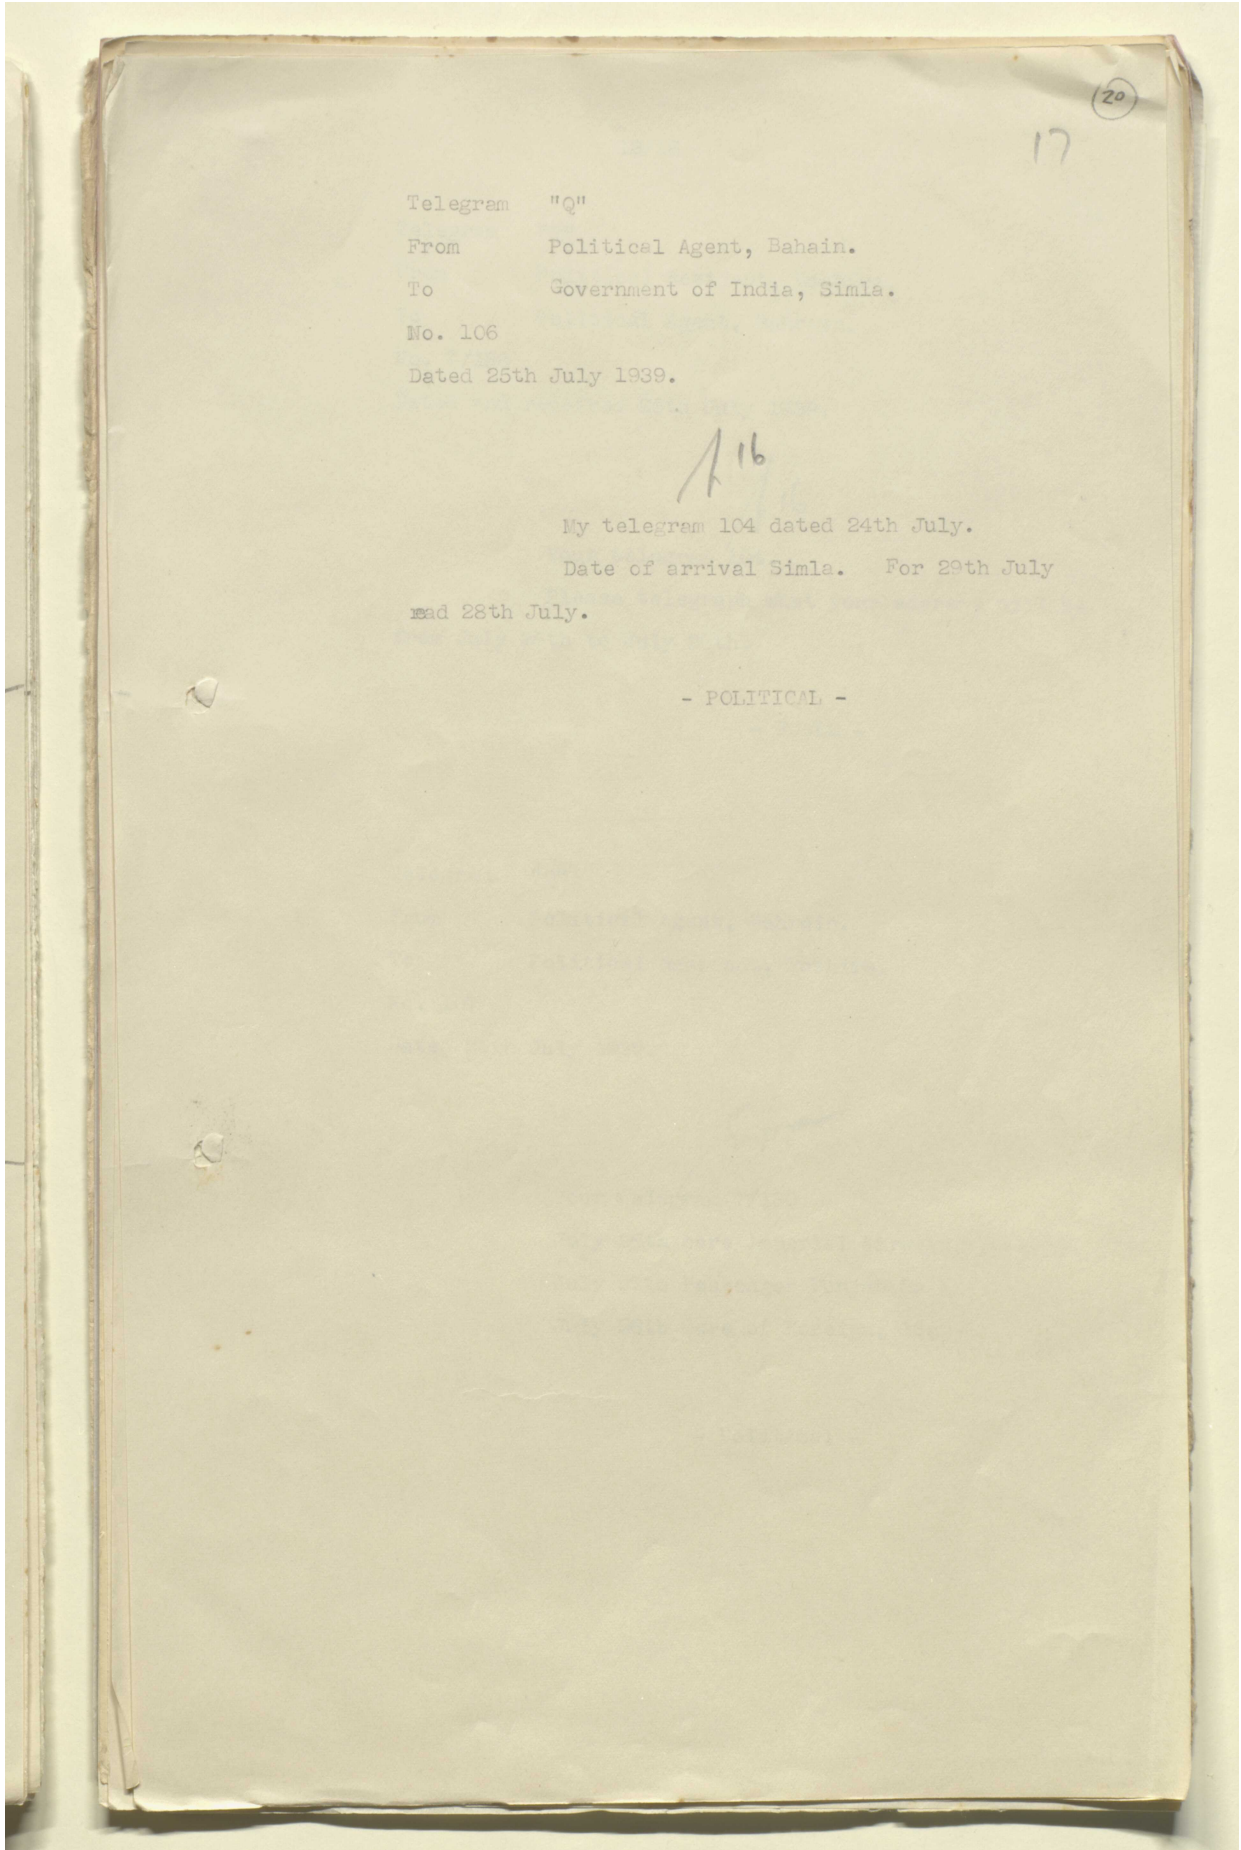 20
17
Telegram "Q"
From Political Agent, Bahain.
To Government of India, Simla.
No. 106
Dated 25th July 1939.
16
My telegram 104 dated 24th July.
Date of arrival Simla. For 29th July
read 28th July.
- POLITICAL -